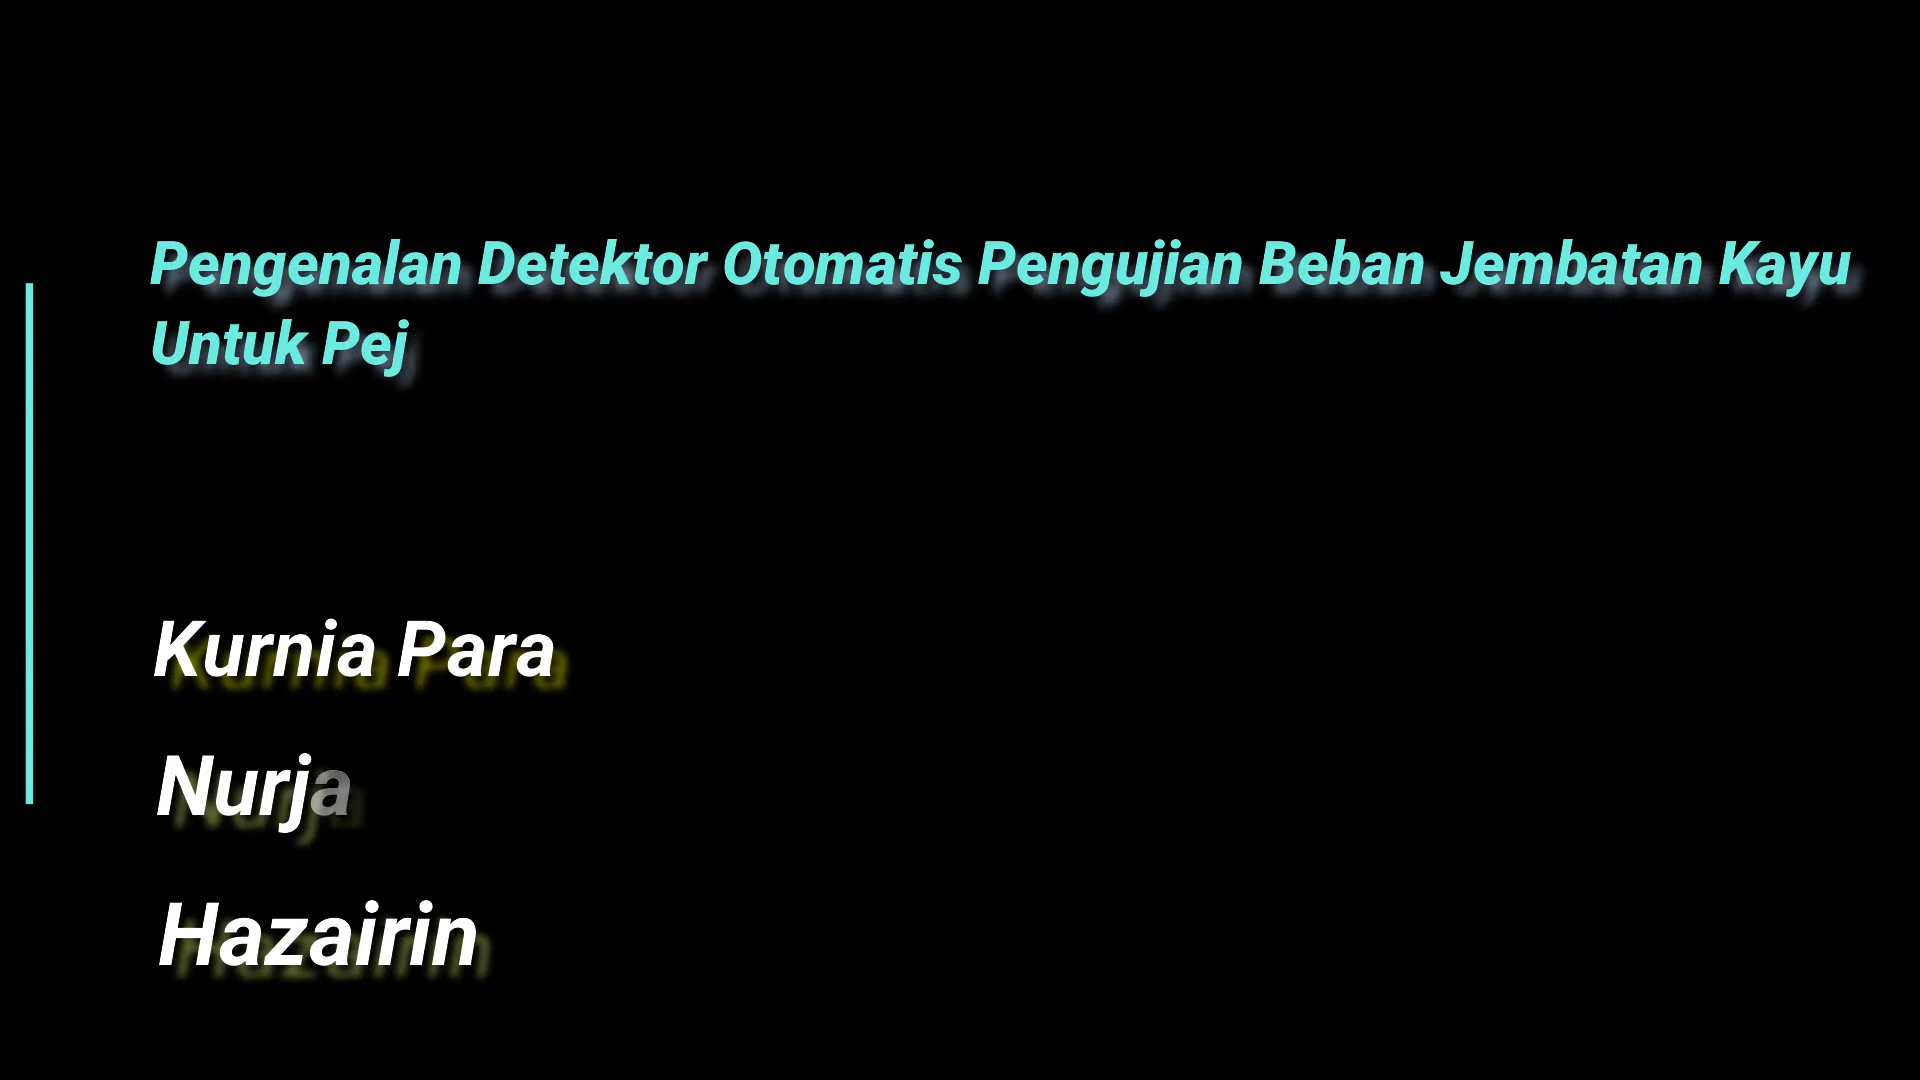 Pengenalan Detektor Otomatis Pengujian Beban Jembatan Kayu
Untuk Pej
Kurnia Para
Nurja
Hazairin